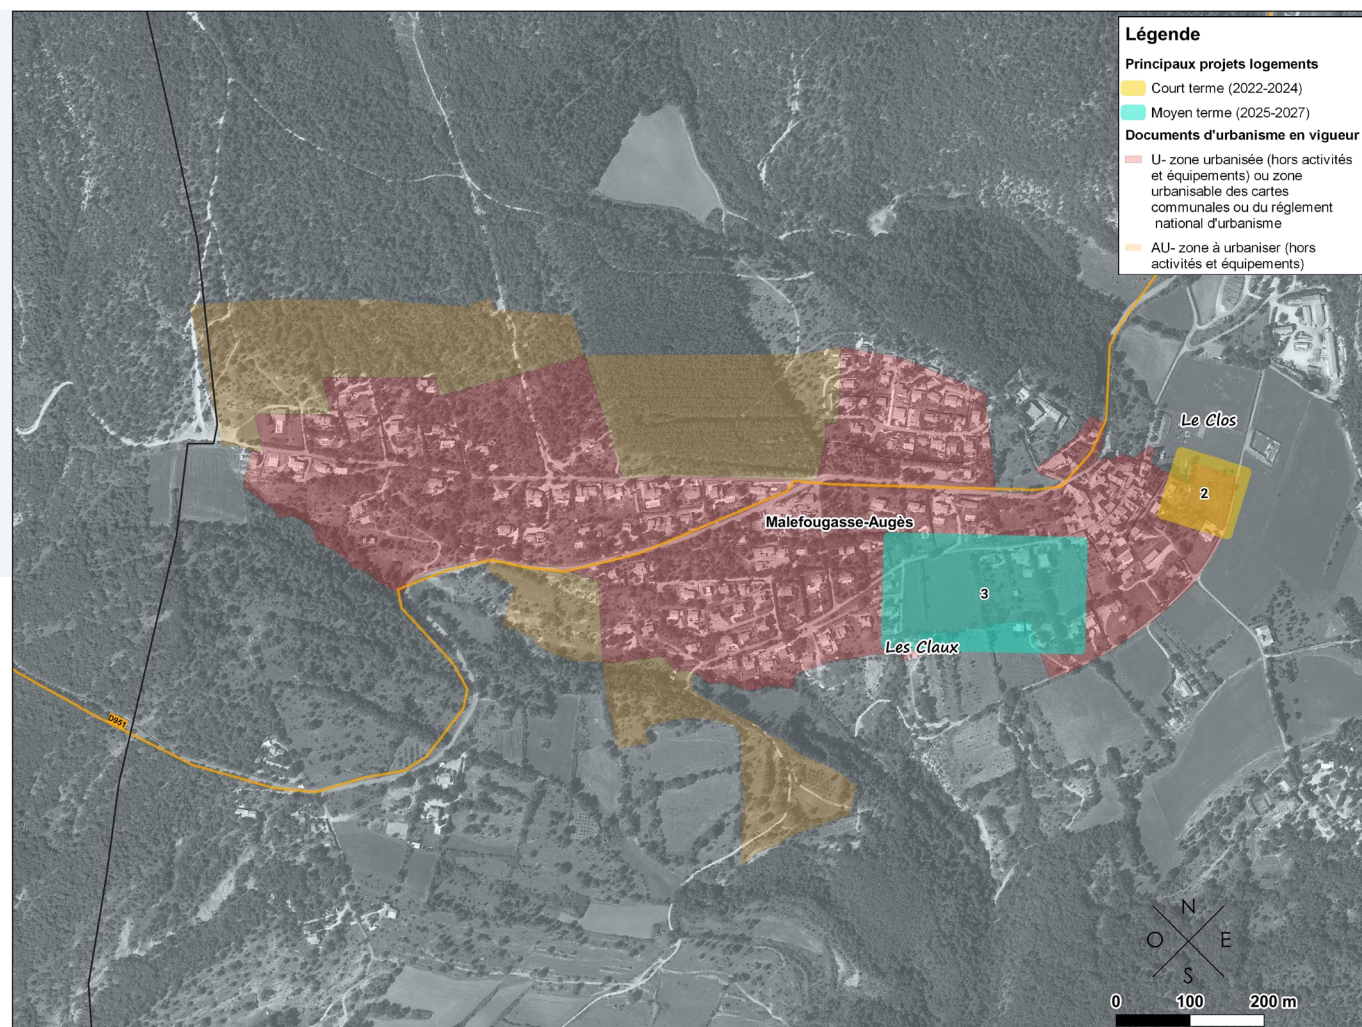 Légende
Principaux projets logements
Court terme (2022-2024)
Moyen terme (2025-2027)
Documents d'urbanisme en vigueur
U- zone urbanisée (hors activités
et équipements) ou zone
urbanisable des cartes
communales ou du réglement
national d'urbanisme
AU- zone à urbaniser (hors
activités et équipements)
Le Clos
2
Malefougasse-Augès
3
Les Claux
D951
N
O E
S
0 100 200 m